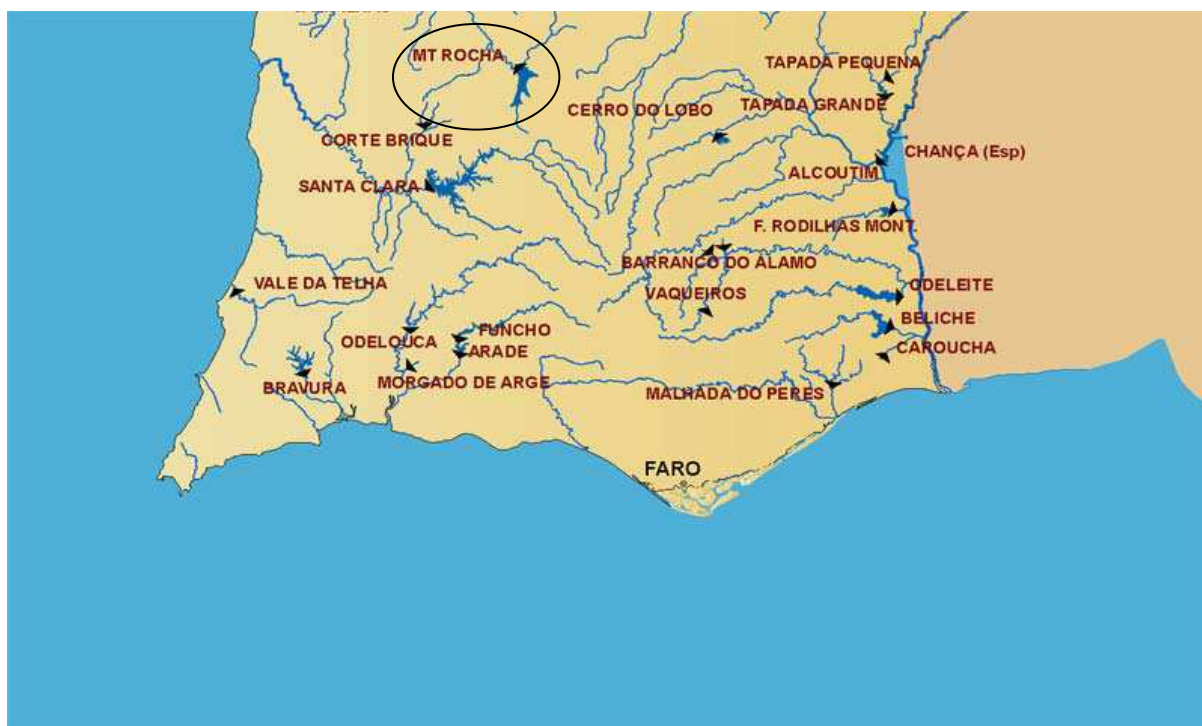 MT ROCHA
TAPADA PEQUENA
CERRO DO LOBO
TAPADA GRANDE
CORTE BRIQUE
CHANÇA (Esp)
ALCOUTIM
SANTA CLARA
F. RODILHAS MONT.
BARRANCO DO ÁLAMO
VALE DA TELHA
VAQUEIROS
ODELEITE
BELICHE
FUNCHO
ODELOUCA
ARADE
CAROUCHA
BRAVURA
MORGADO DE ARGE
MALHADA DO PERES
FARO